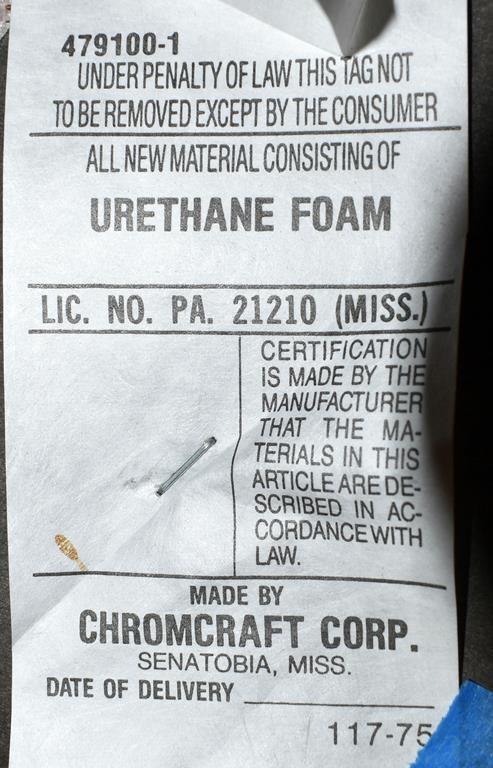 479100-1
UNDER PENALTY OF LAW THIS TAG NOT
TO BE REMOVED EXCEPT BY THE CONSUMER
ALL NEW MATERIAL CONSISTING OF
URETHANE FOAM
LIC. NO. PA. 21210 (MISS.)
CERTIFICATION
IS MADE BY THE
MANUFACTURER
THAT THE MA-
TERIALS IN THIS
ARTICLE ARE DE-
SCRIBED IN AC-
CORDANCE WITH
LAW.
MADE BY
CHROMCRAFT CORP.
SENATOBIA, MISS.
DATE OF DELIVERY
117-75